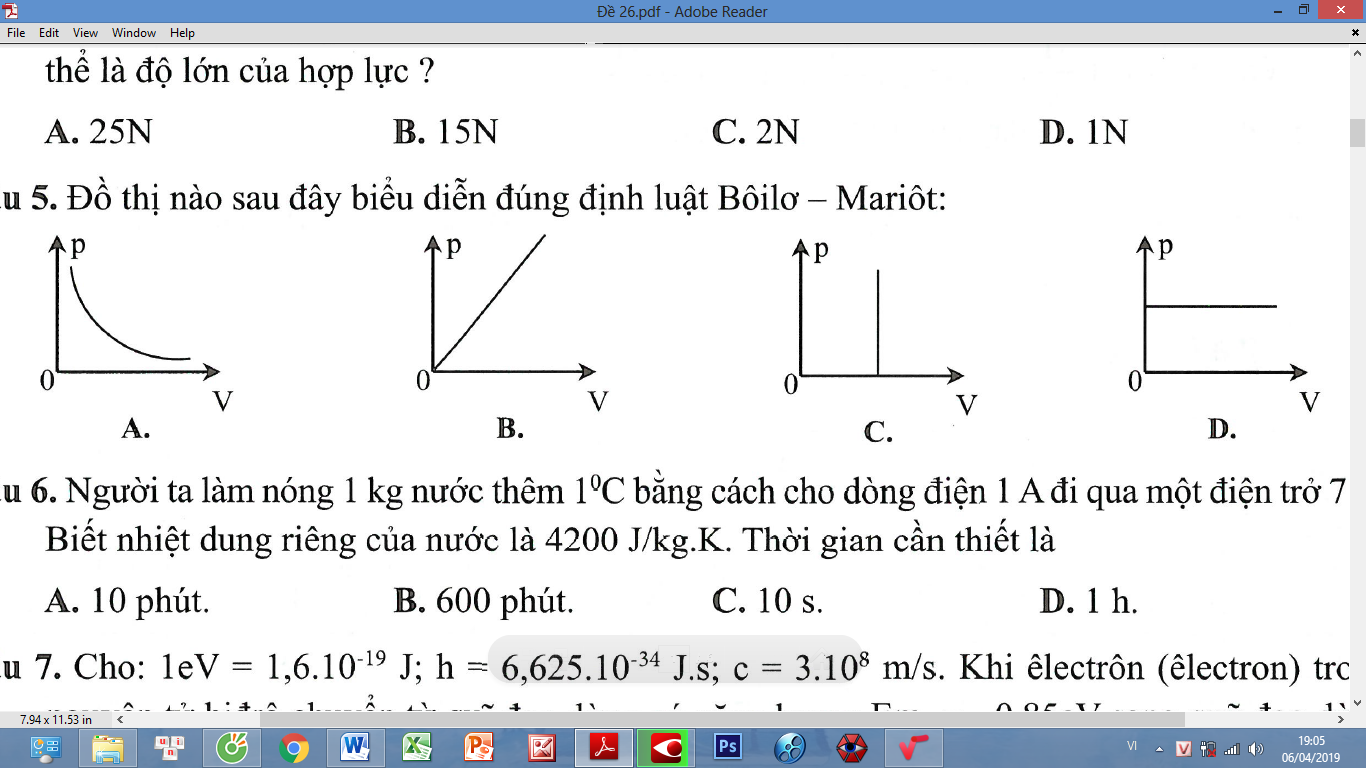 Đề 26.pdf - Adobe Reader
File Edit View Window Help
thể là độ lớn của hợp lực ?
A. 25N B. 15N C. 2N D. 1N
u 5. Đồ thị nào sau đây biểu diễn đúng định luật Bôilơ – Mariôt:
p p p p
0 V 0 V 0 V 0 V
A. B. C. D.
u 6. Người ta làm nóng 1 kg nước thêm 1⁰C bằng cách cho dòng điện 1 A đi qua một điện trở 7
Biết nhiệt dung riêng của nước là 4200 J/kg.K. Thời gian cần thiết là
A. 10 phút. B. 600 phút. C. 10 s. D. 1 h.
u 7. Cho: 1eV = 1,6.10⁻¹⁹ J; h = 6,625.10⁻³⁴ J.s; c = 3.10⁸ m/s. Khi êlectrôn (êlectron) tro
7.94 x 11.53 in
VI 19:05
06/04/2019